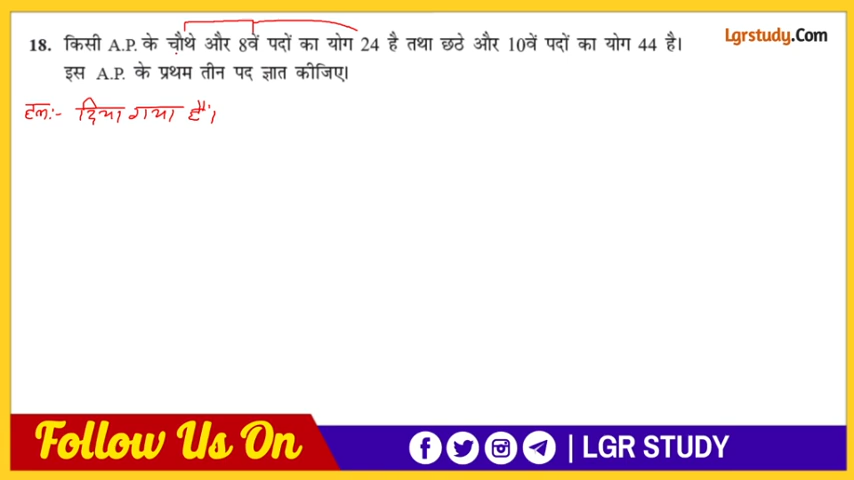 Lgrstudy.Com
18. किसी A.P. के चौथे और 8वें पदों का योग 24 है तथा छठे और 10वें पदों का योग 44 है।
इस A.P. के प्रथम तीन पद ज्ञात कीजिए।
हलः- दिया गया है।
Follow Us On
| LGR STUDY